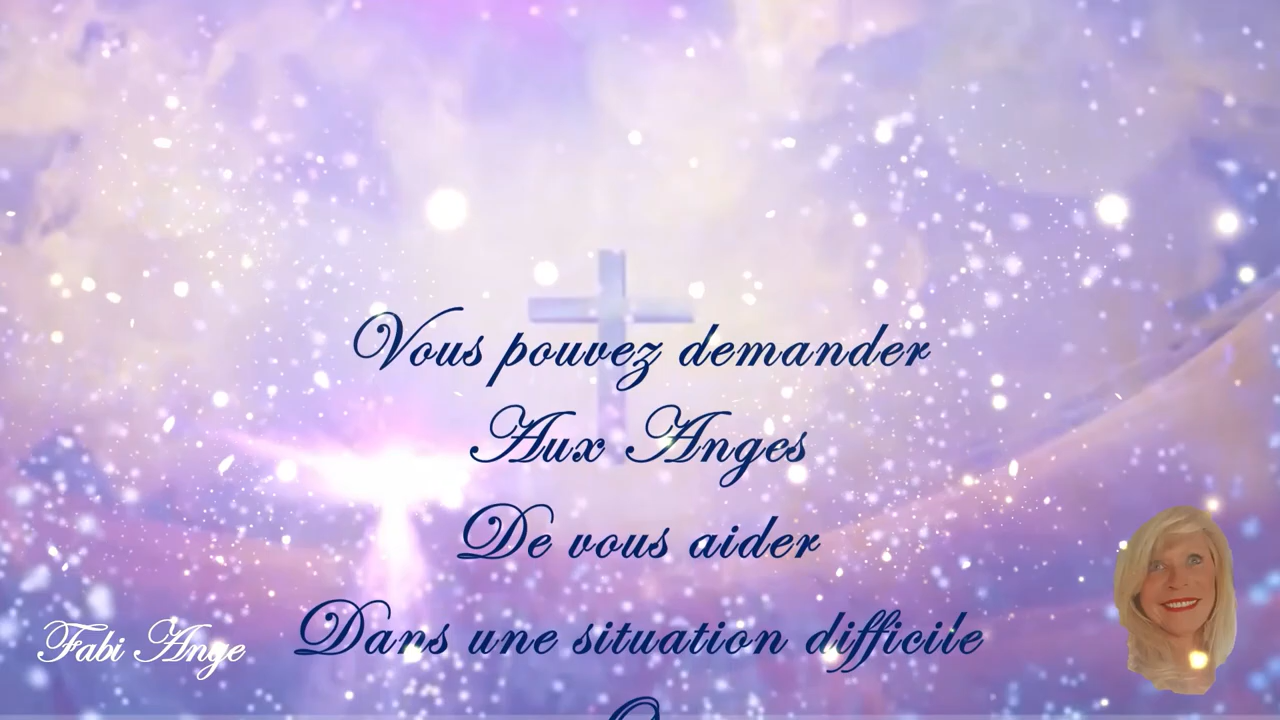 Vous pouvez demander
Aux Anges
De vous aider
Dans une situation difficile
Fabi Ange